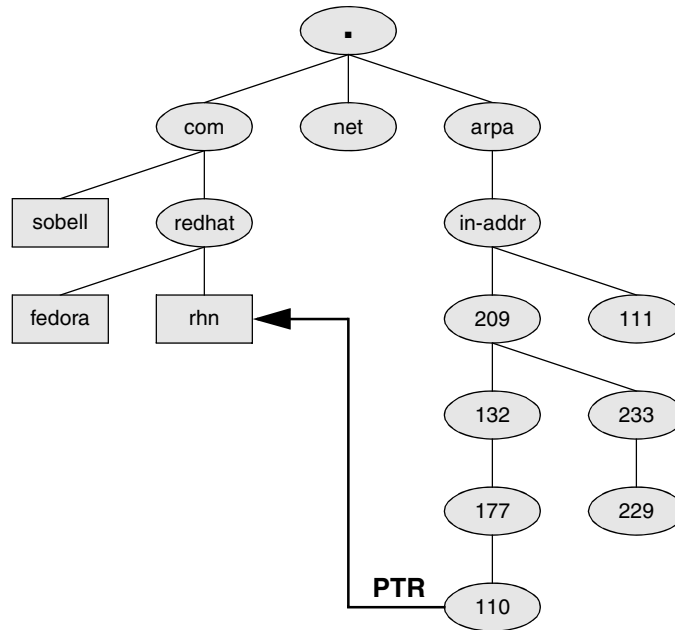 .
com
net
arpa
sobell
redhat
in-addr
fedora
rhn
209
111
132
233
177
229
PTR
110